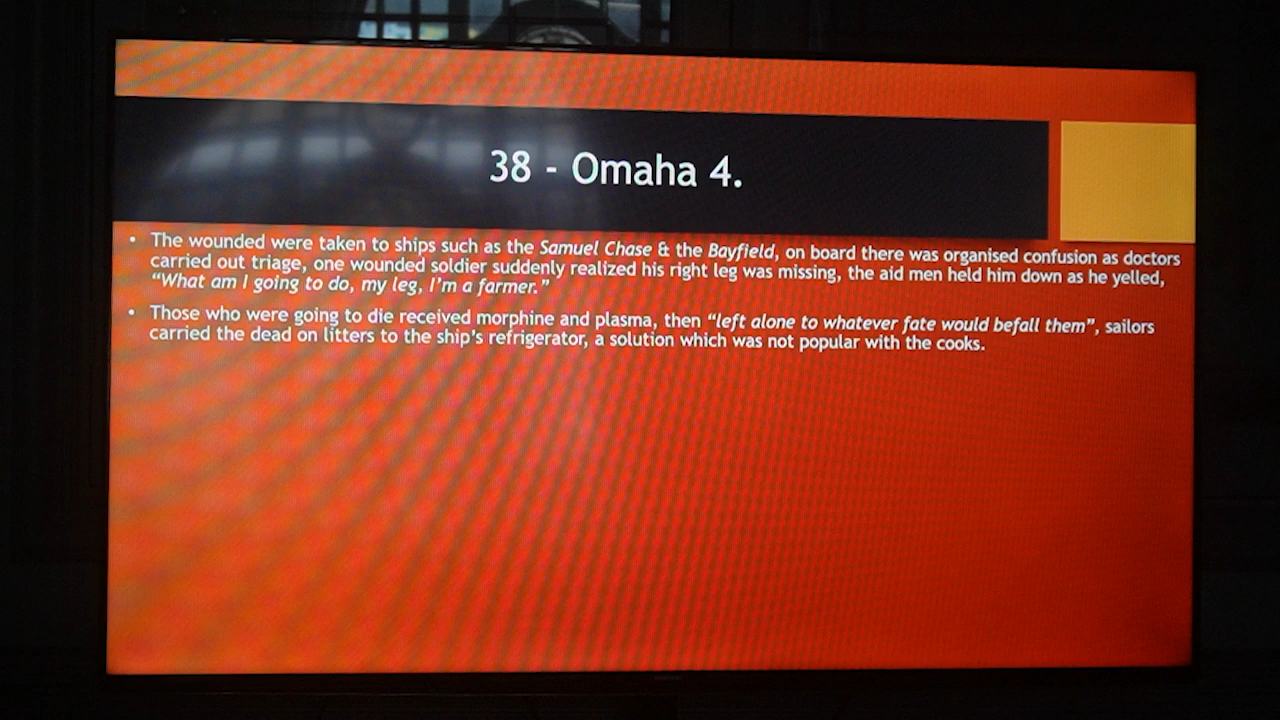 38 - Omaha 4.
• The wounded were taken to ships such as the Samuel Chase & the Bayfield, on board there was organised confusion as doctors
carried out triage, one wounded soldier suddenly realized his right leg was missing, the aid men held him down as he yelled,
“What am I going to do, my leg, I’m a farmer.”
• Those who were going to die received morphine and plasma, then “left alone to whatever fate would befall them”, sailors
carried the dead on litters to the ship’s refrigerator, a solution which was not popular with the cooks.